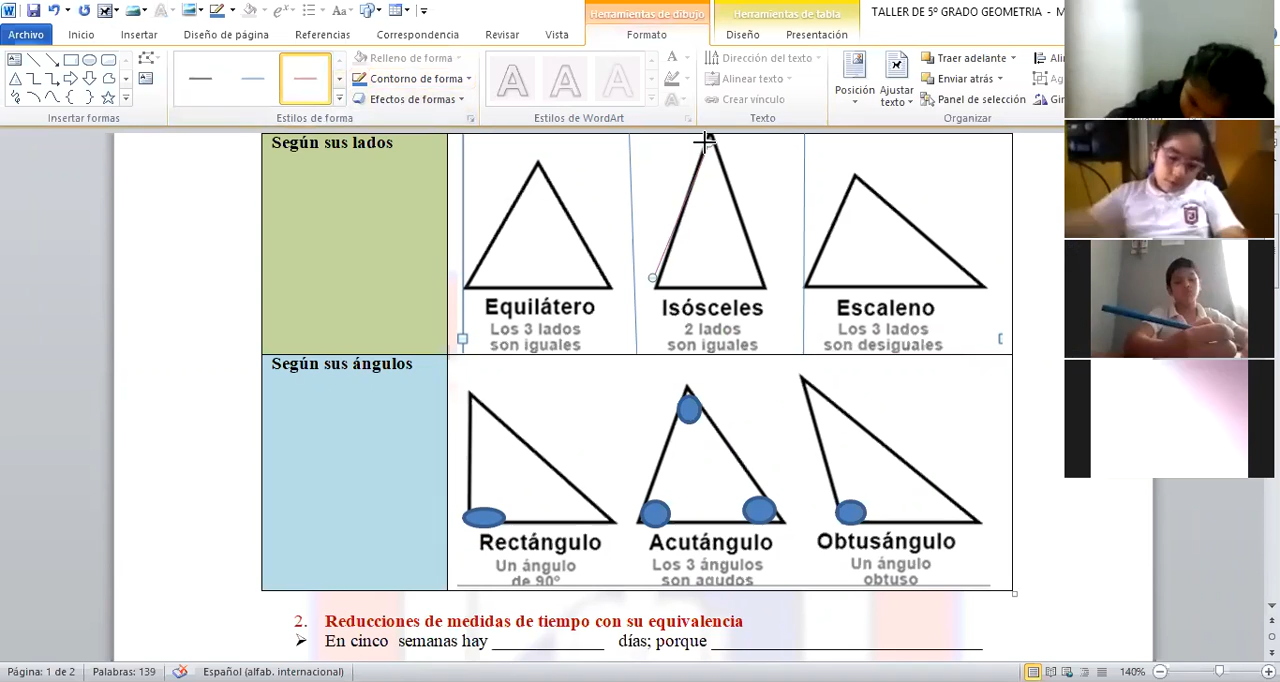 Herramientas de dibujo Herramientas de tabla TALLER DE 5º GRADO GEOMETRIA - M
Archivo Inicio Insertar Diseño de página Referencias Correspondencia Revisar Vista Formato Diseño Presentación
Relleno de forma
Contorno de forma
Efectos de formas
Dirección del texto
Alinear texto
Crear vínculo
Posición
Ajustar texto
Traer adelante
Enviar atrás
Panel de selección
Alin
Ag
Gir
Insertar formas Estilos de forma Estilos de WordArt Texto Organizar
Según sus lados
Equilátero Isósceles Escaleno
Los 3 lados 2 lados Los 3 lados
son iguales son iguales son desiguales
Según sus ángulos
Rectángulo Acutángulo Obtusángulo
Un ángulo Los 3 ángulos Un ángulo
de 90º son agudos obtuso
2. Reducciones de medidas de tiempo con su equivalencia
En cinco semanas hay ___________ días; porque ___________________________
Página: 1 de 2 Palabras: 139 Español (alfab. internacional) 140%